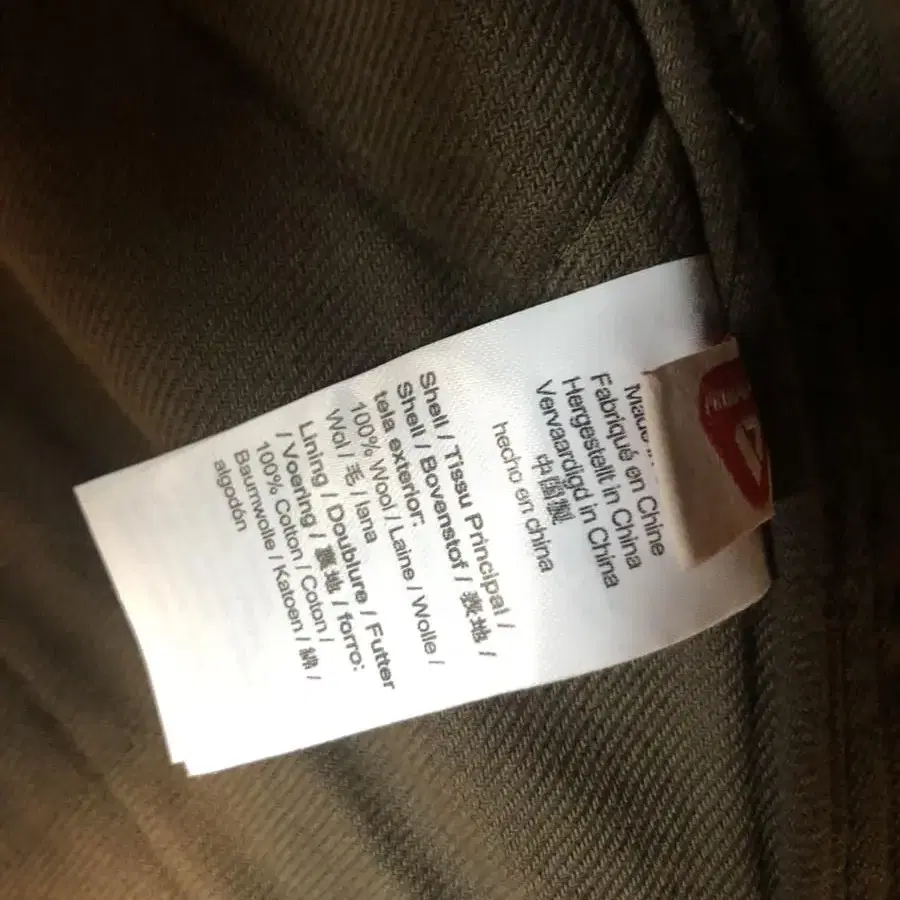 Fabriqué en Chine
Hergestellt in China
Vervaardigd in China
中国製
hecho en china
Shell / Tissu Principal /
Shell / Bovenstof / 表地 /
tela exterior:
100% Wool / Laine / Wolle /
Wol / 毛 / lana
Lining / Doublure / Futter
/ Voering / 裏地 / forro:
100% Cotton / Coton /
Baumwolle / Katoen / 綿 /
algodón